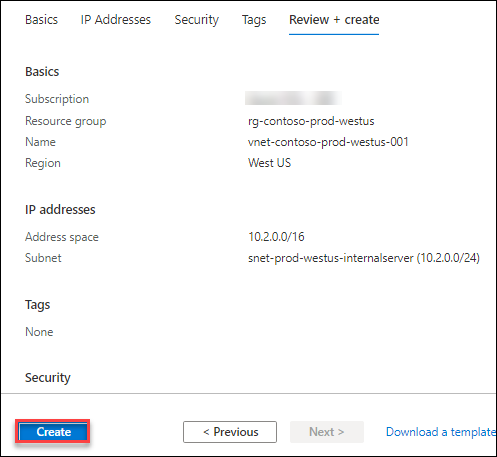 Basics IP Addresses Security Tags Review + create
Basics
Subscription
Resource group rg-contoso-prod-westus
Name vnet-contoso-prod-westus-001
Region West US
IP addresses
Address space 10.2.0.0/16
Subnet snet-prod-westus-internalserver (10.2.0.0/24)
Tags
None
Security
Create < Previous Next > Download a template